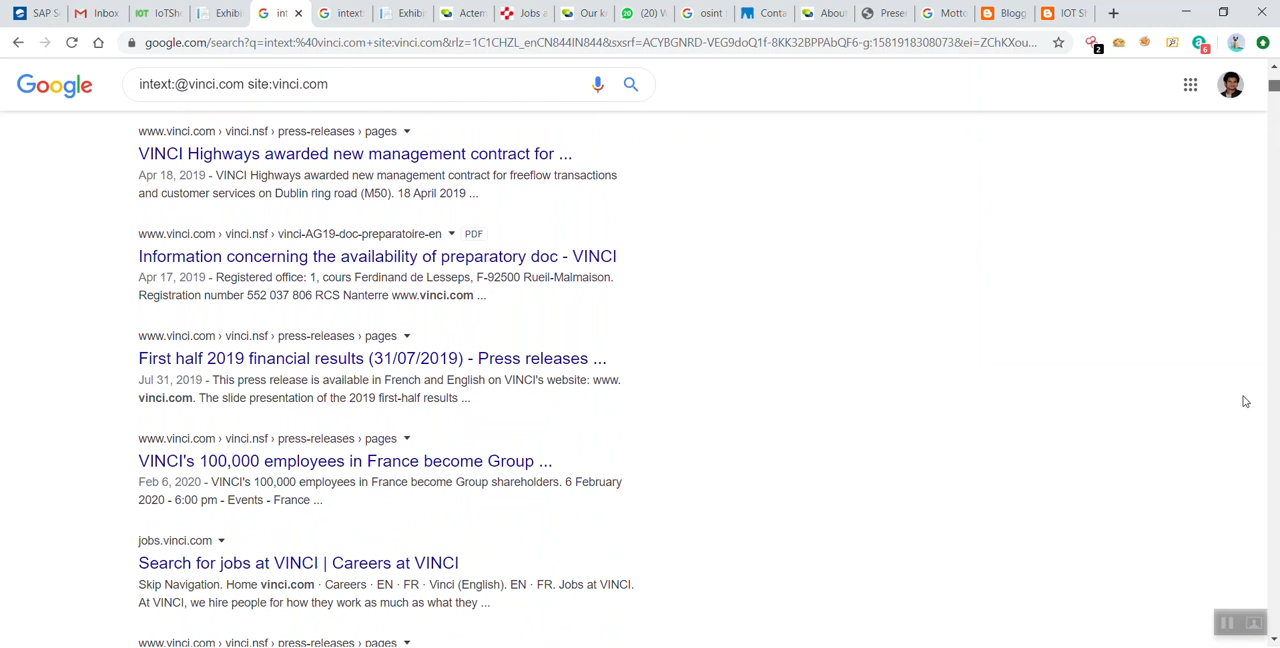 SAP S
Inbox
IOT IoTSho
Exhibi
int
intext:
Exhibi
Actem
Jobs a
Our k
(20) W
osint
Conta
About
Prese
Motto
Blogg
IOT Sh
google.com/search?q=intext:%40vinci.com+site:vinci.com&rlz=1C1CHZL_enCN844IN844&sxsrf=ACYBGNRD-VEG9doQ1f-8KK32BPPAbQF6-g:1581918308073&ei=ZChKXou...
2
6
Google
intext:@vinci.com site:vinci.com
www.vinci.com › vinci.nsf › press-releases › pages
VINCI Highways awarded new management contract for ...
Apr 18, 2019 - VINCI Highways awarded new management contract for freeflow transactions
and customer services on Dublin ring road (M50). 18 April 2019 ...
www.vinci.com › vinci.nsf › vinci-AG19-doc-preparatoire-en PDF
Information concerning the availability of preparatory doc - VINCI
Apr 17, 2019 - Registered office: 1, cours Ferdinand de Lesseps, F-92500 Rueil-Malmaison.
Registration number 552 037 806 RCS Nanterre www.vinci.com ...
www.vinci.com › vinci.nsf › press-releases › pages
First half 2019 financial results (31/07/2019) - Press releases ...
Jul 31, 2019 - This press release is available in French and English on VINCI's website: www.
vinci.com. The slide presentation of the 2019 first-half results ...
www.vinci.com › vinci.nsf › press-releases › pages
VINCI's 100,000 employees in France become Group ...
Feb 6, 2020 - VINCI's 100,000 employees in France become Group shareholders. 6 February
2020 - 6:00 pm - Events - France ...
jobs.vinci.com
Search for jobs at VINCI | Careers at VINCI
Skip Navigation. Home vinci.com · Careers · EN · FR · Vinci (English). EN · FR. Jobs at VINCI.
At VINCI, we hire people for how they work as much as what they ...
www.vinci.com › vinci.nsf › press-releases › pages